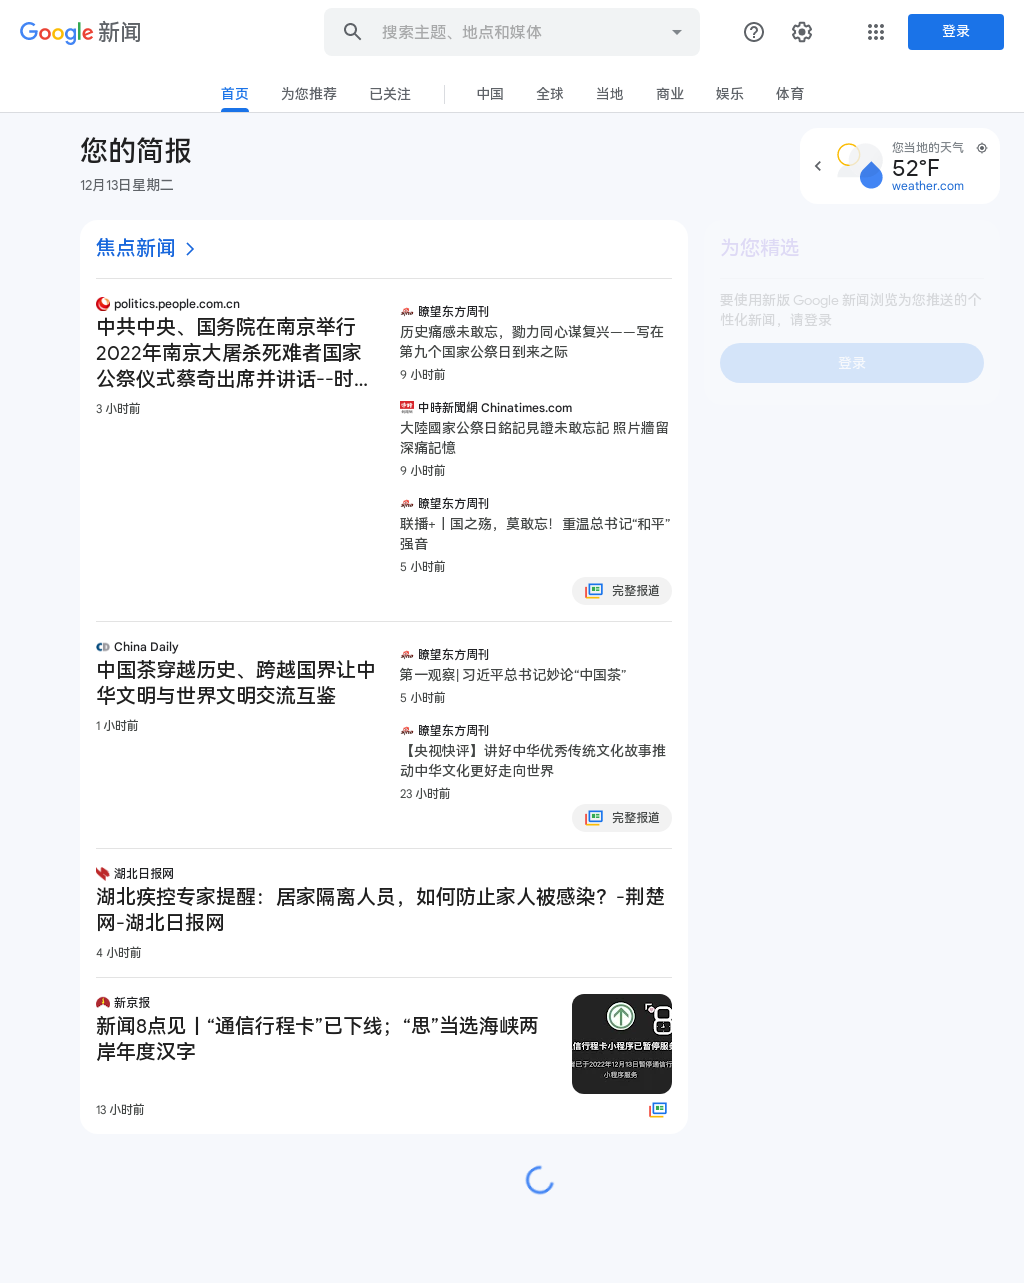 Google 新闻
搜索主题、地点和媒体
登录
首页
为您推荐
已关注
中国
全球
当地
商业
娱乐
体育
您的简报
12月13日星期二
您当地的天气
52°F
weather.com
焦点新闻
politics.people.com.cn
中共中央、国务院在南京举行
2022年南京大屠杀死难者国家
公祭仪式蔡奇出席并讲话--时...
3 小时前
瞭望东方周刊
历史痛感未敢忘，勠力同心谋复兴——写在
第九个国家公祭日到来之际
9 小时前
中時新聞網 Chinatimes.com
大陸國家公祭日銘記見證未敢忘記 照片牆留
深痛記憶
9 小时前
瞭望东方周刊
联播+丨国之殇，莫敢忘！重温总书记“和平”
强音
5 小时前
完整报道
China Daily
中国茶穿越历史、跨越国界让中
华文明与世界文明交流互鉴
1 小时前
瞭望东方周刊
第一观察| 习近平总书记妙论“中国茶”
5 小时前
瞭望东方周刊
【央视快评】讲好中华优秀传统文化故事推
动中华文化更好走向世界
23 小时前
完整报道
湖北日报网
湖北疾控专家提醒：居家隔离人员，如何防止家人被感染？-荆楚
网-湖北日报网
4 小时前
新京报
新闻8点见丨“通信行程卡”已下线；“思”当选海峡两
岸年度汉字
13 小时前
信行程卡小程序已暂停服务
已于2022年12月13日暂停通信行
小程序服务
为您精选
要使用新版 Google 新闻浏览为您推送的个
性化新闻，请登录
登录